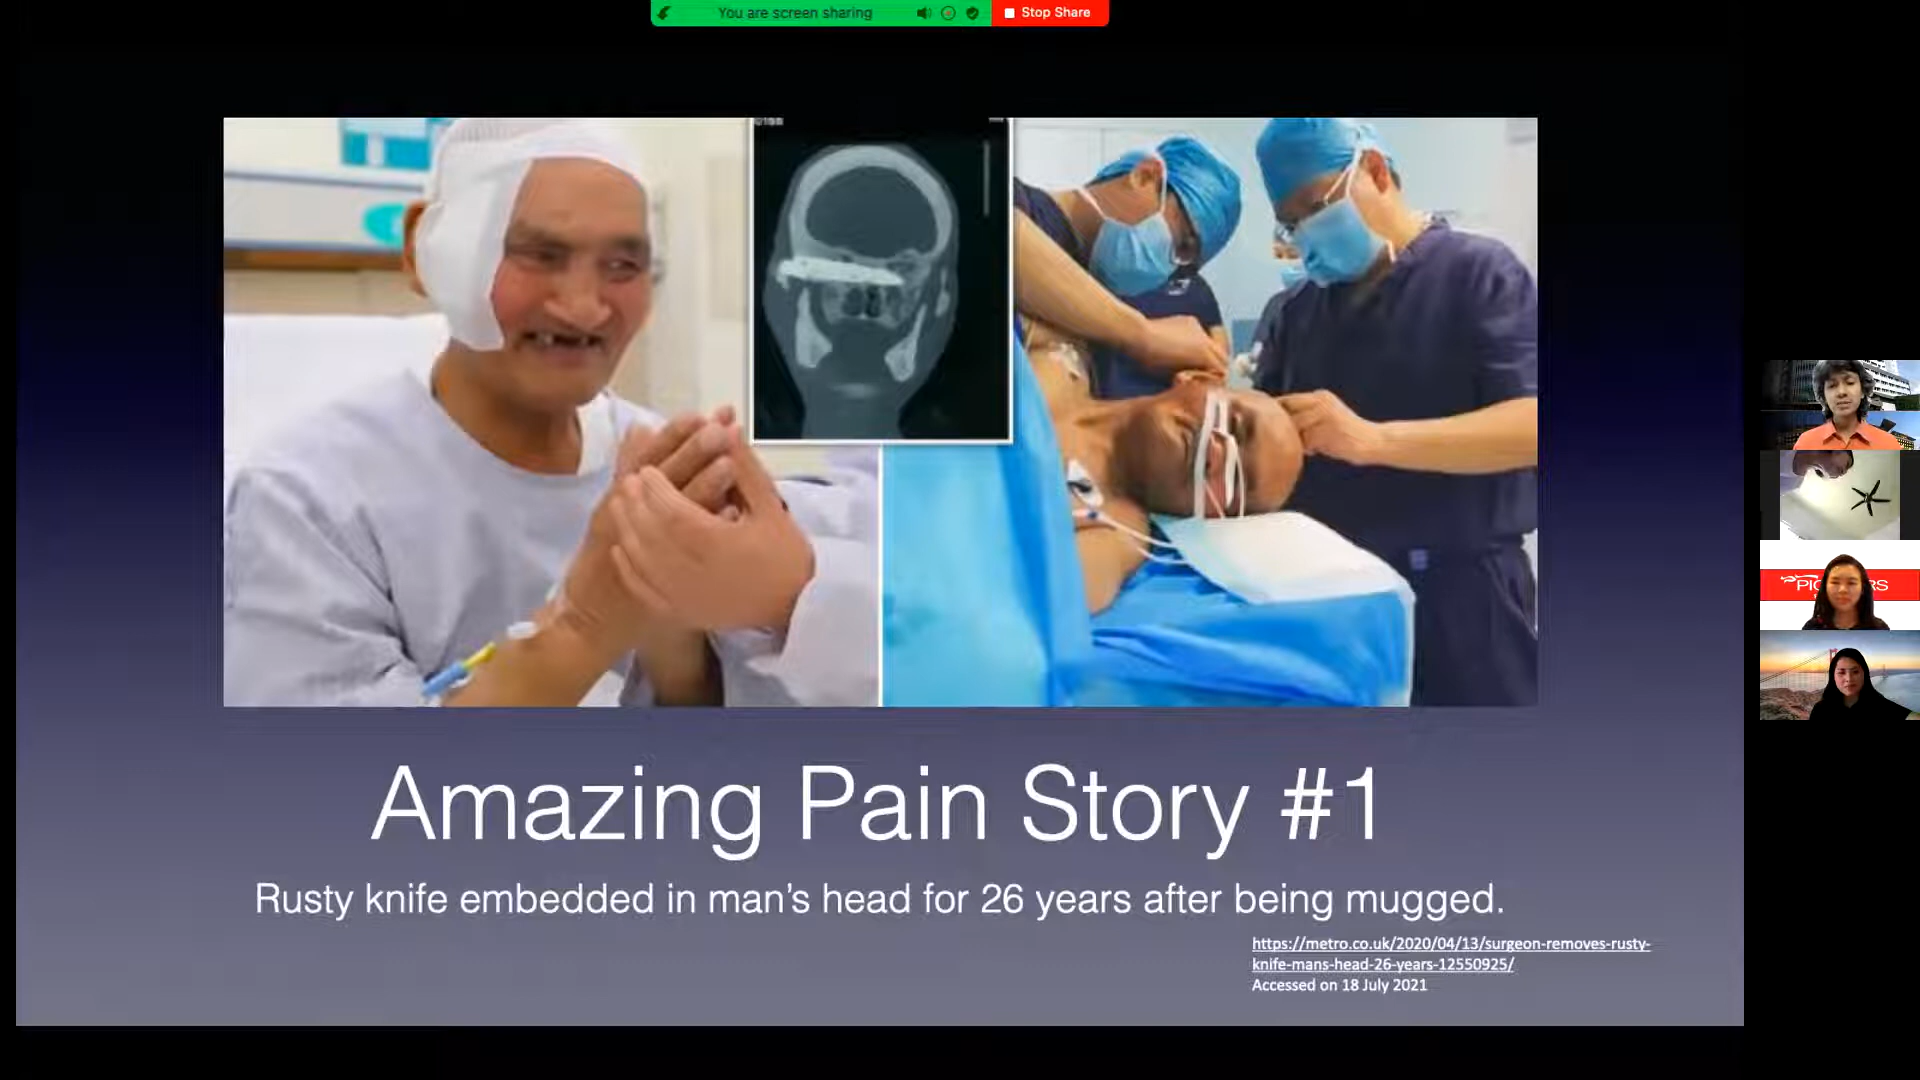 You are screen sharing
Stop Share
Amazing Pain Story #1
Rusty knife embedded in man's head for 26 years after being mugged.
https://metro.co.uk/2020/04/13/surgeon-removes-rusty-
knife-mans-head-26-years-12550925/
Accessed on 18 July 2021